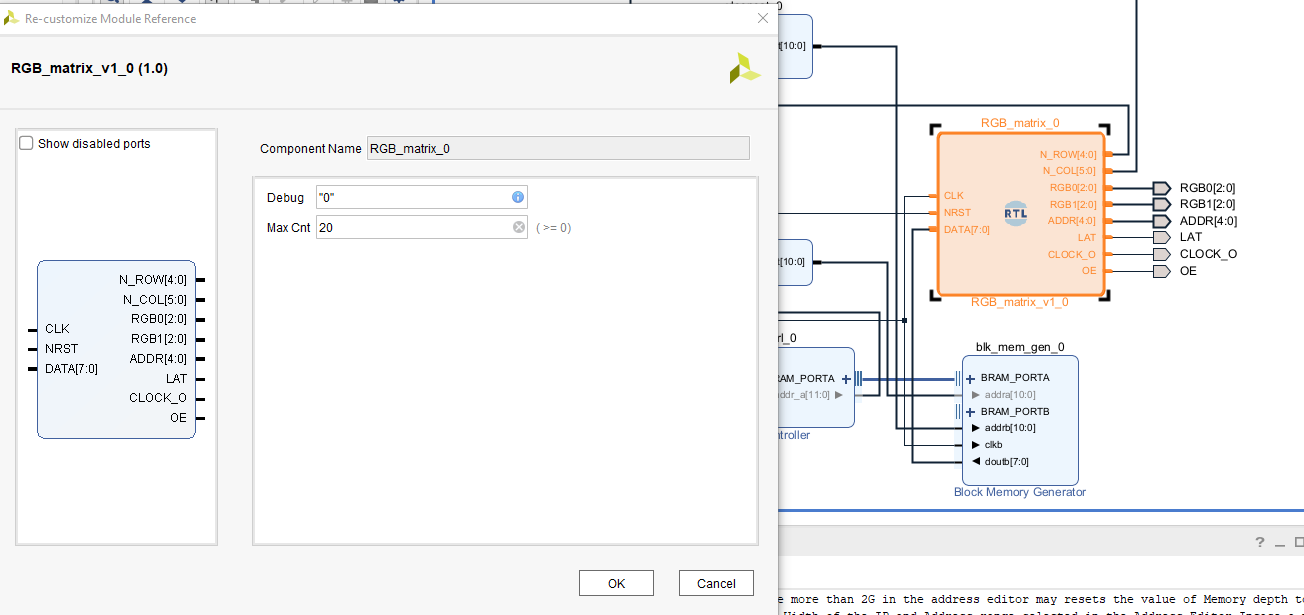 Re-customize Module Reference
RGB_matrix_v1_0 (1.0)
Show disabled ports
Component Name RGB_matrix_0
Debug "0"
Max Cnt 20 ( >= 0)
N_ROW[4:0]
N_COL[5:0]
RGB0[2:0]
CLK
RGB1[2:0]
NRST
ADDR[4:0]
DATA[7:0]
LAT
CLOCK_O
OE
OK
Cancel
[10:0]
RGB_matrix_0
N_ROW[4:0]
N_COL[5:0]
RGB0[2:0]
RGB0[2:0]
CLK
RGB1[2:0]
RGB1[2:0]
NRST
RTL
ADDR[4:0]
ADDR[4:0]
DATA[7:0]
LAT
LAT
CLOCK_O
CLOCK_O
OE
OE
RGB_matrix_v1_0
[10:0]
rl_0
AM_PORTA
ddr_a[11:0]
troller
blk_mem_gen_0
BRAM_PORTA
addra[10:0]
BRAM_PORTB
addrb[10:0]
clkb
doutb[7:0]
Block Memory Generator
?
e more than 2G in the address editor may resets the value of Memory depth to